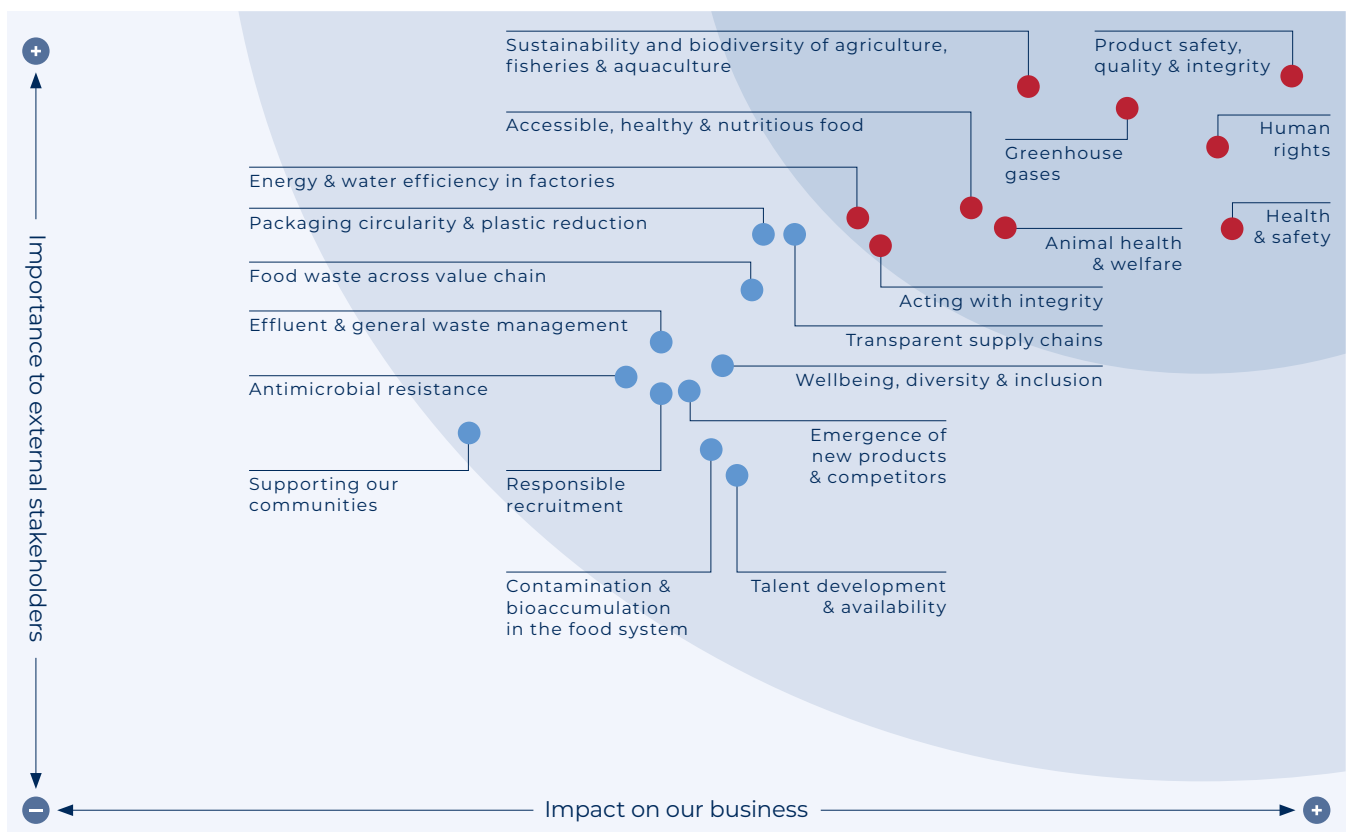 +
Sustainability and biodiversity of agriculture,
fisheries & aquaculture
Product safety,
quality & integrity
Accessible, healthy & nutritious food
Human
rights
Greenhouse
gases
Energy & water efficiency in factories
Packaging circularity & plastic reduction
Health
& safety
Animal health
& welfare
Food waste across value chain
Acting with integrity
Effluent & general waste management
Transparent supply chains
Antimicrobial resistance
Wellbeing, diversity & inclusion
Emergence of
new products
& competitors
Supporting our
communities
Responsible
recruitment
Contamination &
bioaccumulation
in the food system
Talent development
& availability
Importance to external stakeholders
−
Impact on our business
+